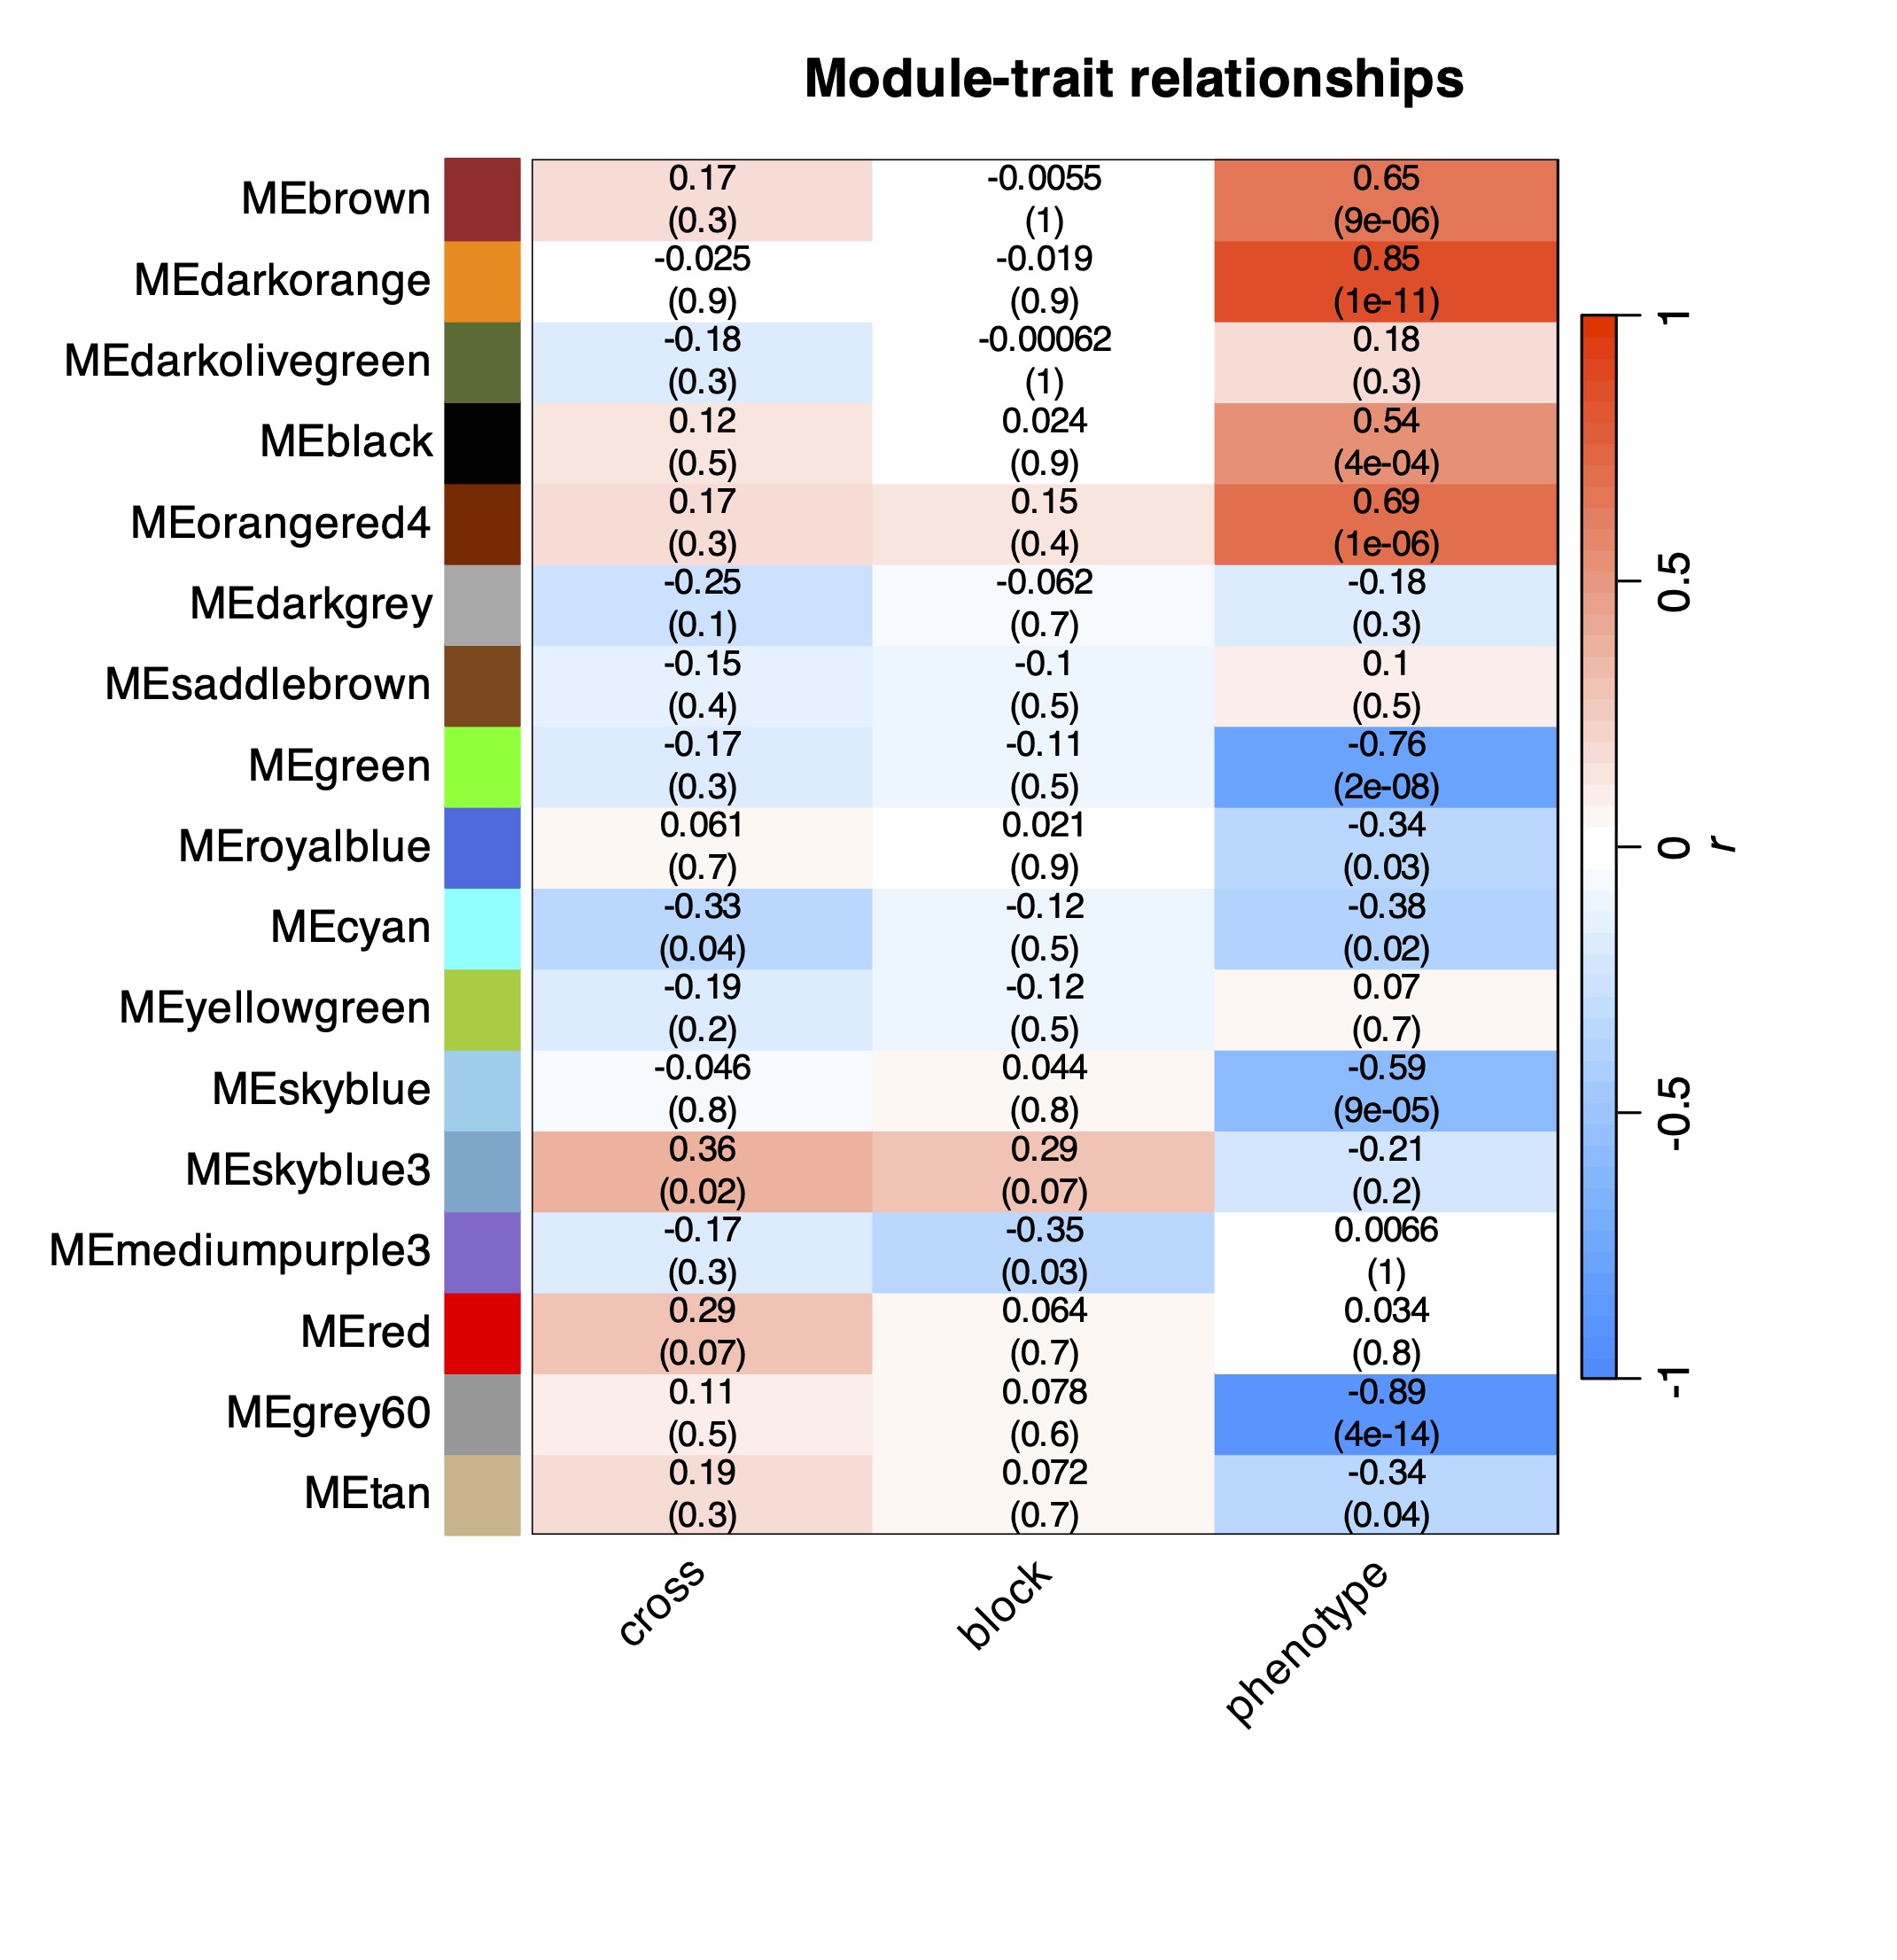 Module-trait relationships
MEbrown 0.17 -0.0055 0.65
(0.3) (1) (9e-06)
MEdarkorange -0.025 -0.019 0.85
(0.9) (0.9) (1e-11)
MEdarkolivegreen -0.18 -0.00062 0.18
(0.3) (1) (0.3)
MEblack 0.12 0.024 0.54
(0.5) (0.9) (4e-04)
MEorangered4 0.17 0.15 0.69
(0.3) (0.4) (1e-06)
MEdarkgrey -0.25 -0.062 -0.18
(0.1) (0.7) (0.3)
MEsaddlebrown -0.15 -0.1 0.1
(0.4) (0.5) (0.5)
MEgreen -0.17 -0.11 -0.76
(0.3) (0.5) (2e-08)
MEroyalblue 0.061 0.021 -0.34
(0.7) (0.9) (0.03)
MEcyan -0.33 -0.12 -0.38
(0.04) (0.5) (0.02)
MEyellowgreen -0.19 -0.12 0.07
(0.2) (0.5) (0.7)
MEskyblue -0.046 0.044 -0.59
(0.8) (0.8) (9e-05)
MEskyblue3 0.36 0.29 -0.21
(0.02) (0.07) (0.2)
MEmediumpurple3 -0.17 -0.35 0.0066
(0.3) (0.03) (1)
MEred 0.29 0.064 0.034
(0.07) (0.7) (0.8)
MEgrey60 0.11 0.078 -0.89
(0.5) (0.6) (4e-14)
MEtan 0.19 0.072 -0.34
(0.3) (0.7) (0.04)
cross block phenotype
1
0.5
0
-0.5
-1
r